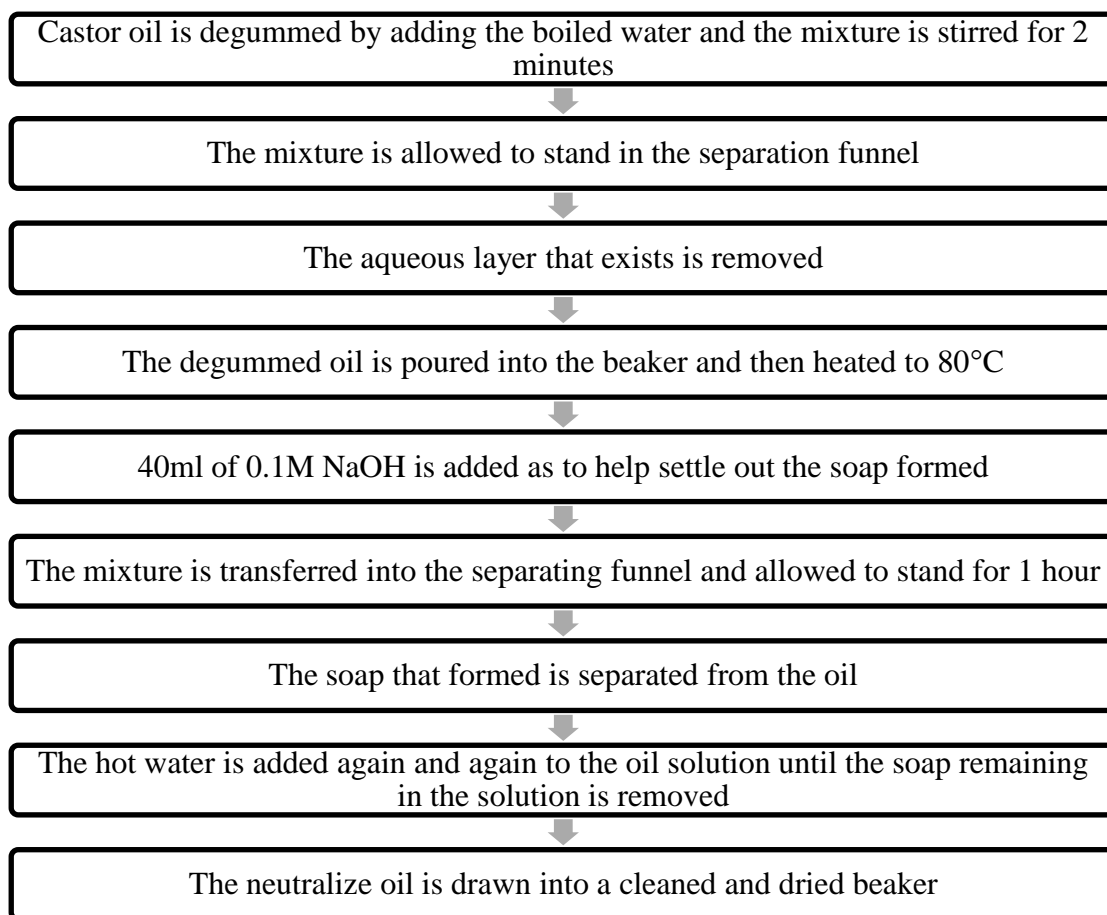 Castor oil is degummed by adding the boiled water and the mixture is stirred for 2
minutes
The mixture is allowed to stand in the separation funnel
The aqueous layer that exists is removed
The degummed oil is poured into the beaker and then heated to 80°C
40ml of 0.1M NaOH is added as to help settle out the soap formed
The mixture is transferred into the separating funnel and allowed to stand for 1 hour
The soap that formed is separated from the oil
The hot water is added again and again to the oil solution until the soap remaining
in the solution is removed
The neutralize oil is drawn into a cleaned and dried beaker